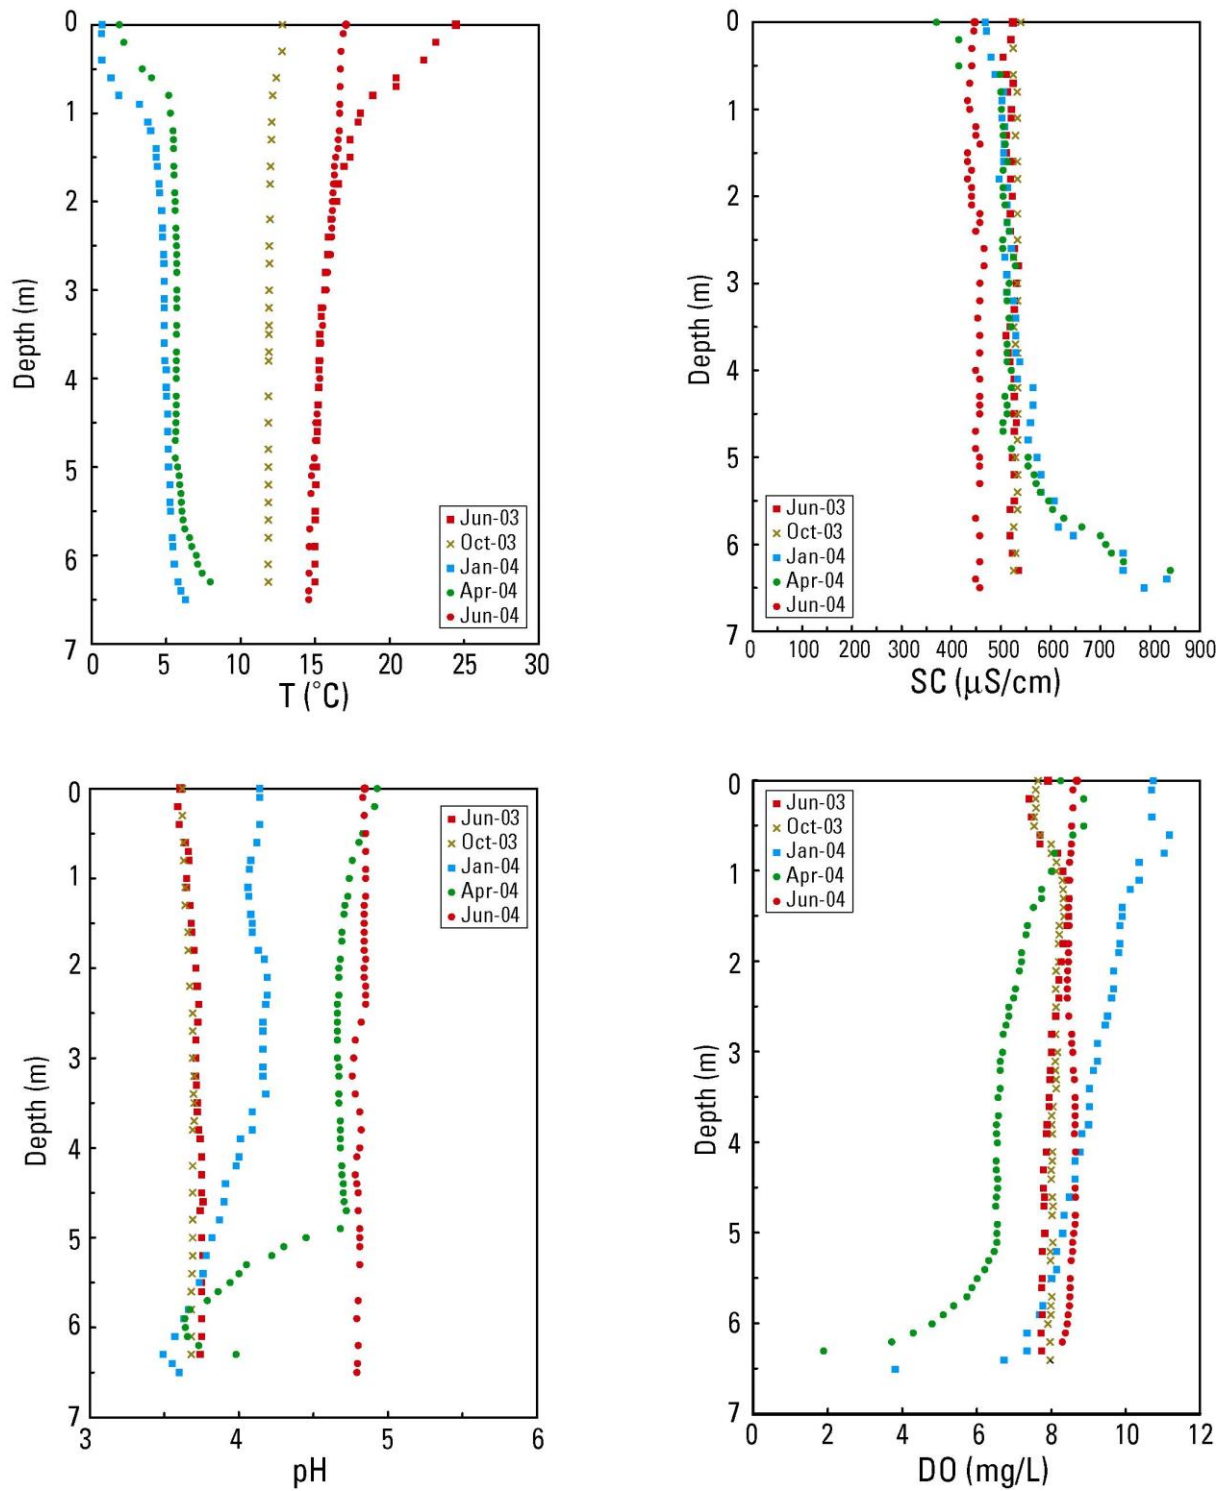 0
1
2
3
4
5
6
7
Depth (m)
0 5 10 15 20 25 30
T (°C)
Jun-03
Oct-03
Jan-04
Apr-04
Jun-04
0
1
2
3
4
5
6
7
Depth (m)
0 100 200 300 400 500 600 700 800 900
SC (μS/cm)
Jun-03
Oct-03
Jan-04
Apr-04
Jun-04
0
1
2
3
4
5
6
7
Depth (m)
3 4 5 6
pH
Jun-03
Oct-03
Jan-04
Apr-04
Jun-04
0
1
2
3
4
5
6
7
Depth (m)
0 2 4 6 8 10 12
DO (mg/L)
Jun-03
Oct-03
Jan-04
Apr-04
Jun-04